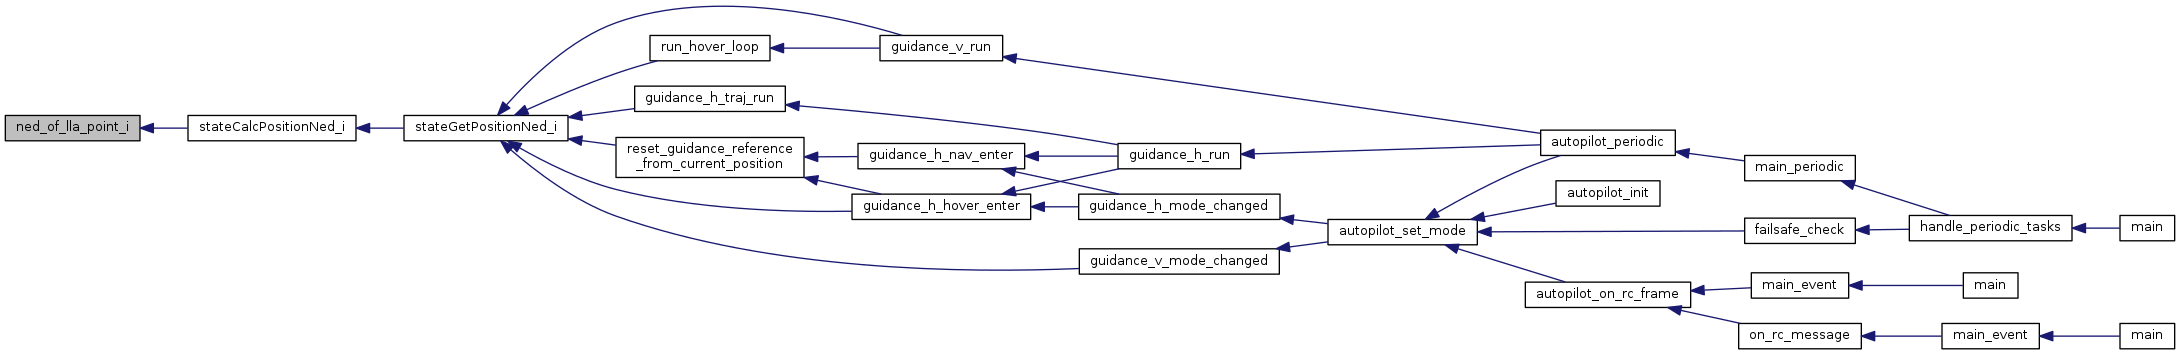 ned_of_lla_point_i
stateCalcPositionNed_i
stateGetPositionNed_i
run_hover_loop
guidance_v_run
guidance_h_traj_run
reset_guidance_reference
_from_current_position
guidance_h_nav_enter
guidance_h_hover_enter
guidance_h_run
guidance_h_mode_changed
guidance_v_mode_changed
autopilot_set_mode
autopilot_periodic
autopilot_init
autopilot_on_rc_frame
main_periodic
failsafe_check
handle_periodic_tasks
main
main_event
main
on_rc_message
main_event
main